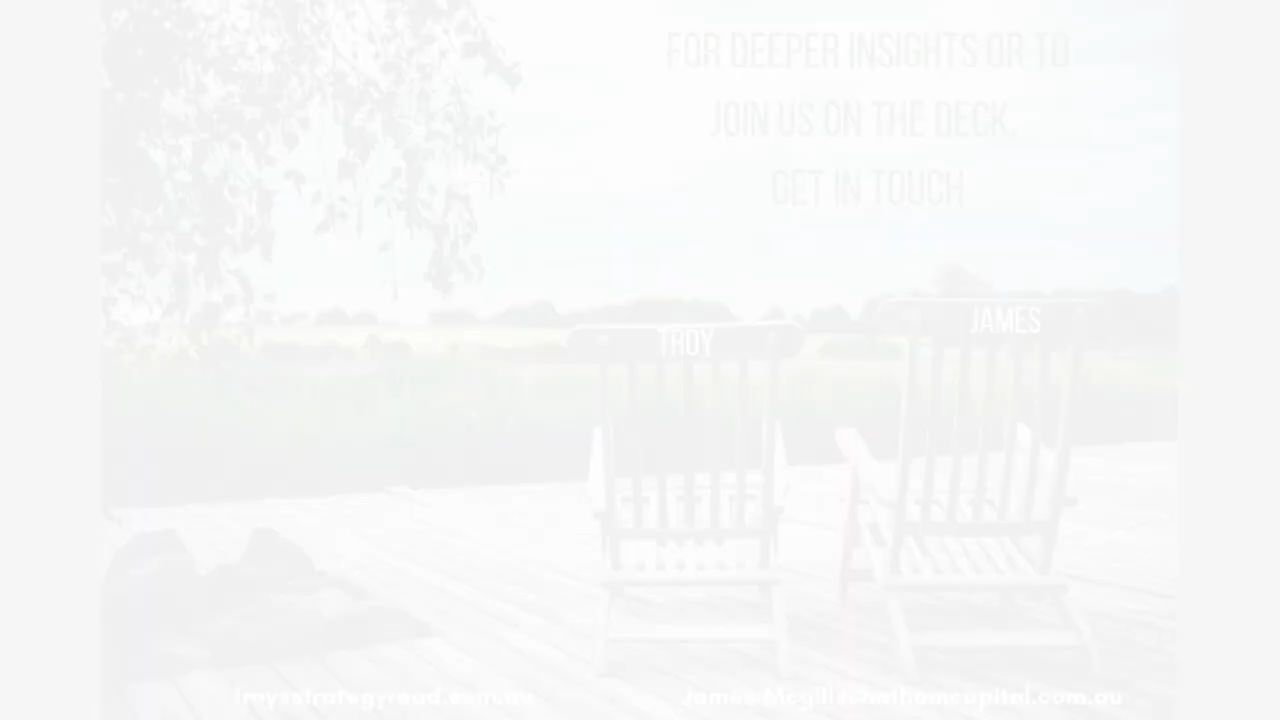 FOR DEEPER INSIGHTS OR TO
JOIN US ON THE DECK,
GET IN TOUCH
JAMES
TROY